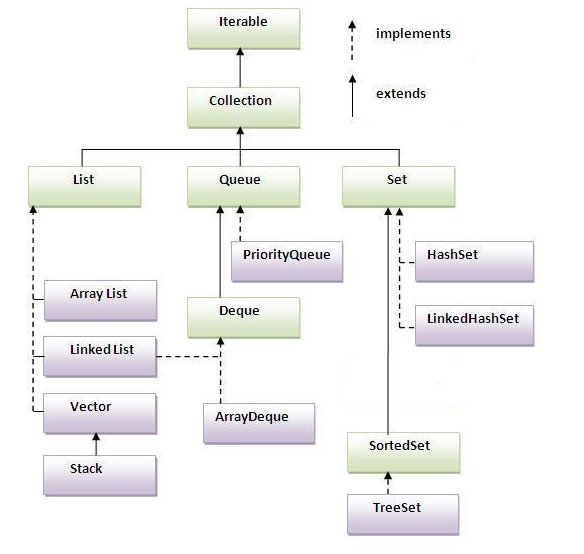 Iterable
implements
Collection
extends
List
Queue
Set
PriorityQueue
HashSet
Array List
Deque
LinkedHashSet
Linked List
Vector
ArrayDeque
SortedSet
Stack
TreeSet